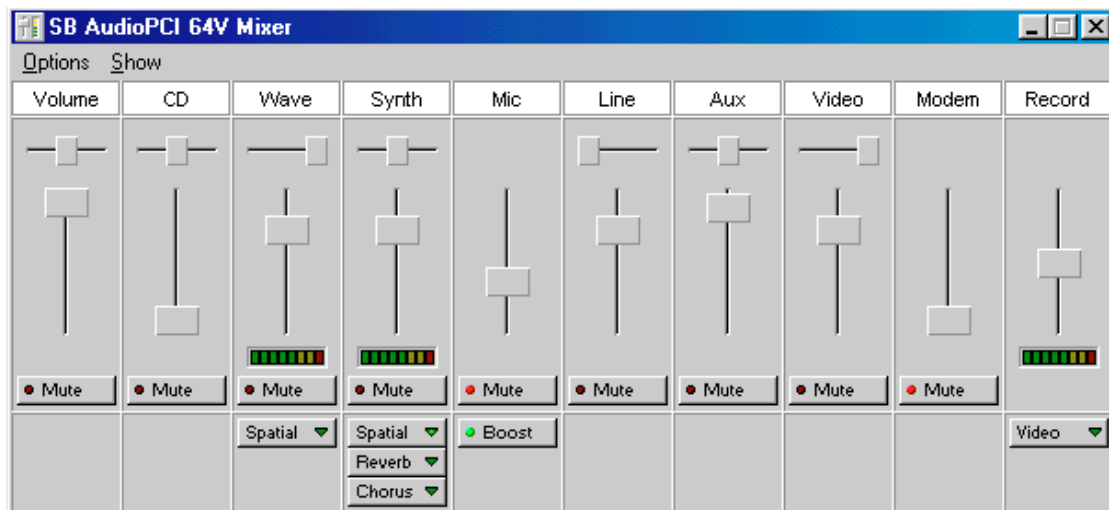 SB AudioPCI 64V Mixer
Options Show
Volume CD Wave Synth Mic Line Aux Video Modem Record
Mute Mute Mute Mute Mute Mute Mute Mute Mute
Spatial Spatial Boost Video
Reverb
Chorus